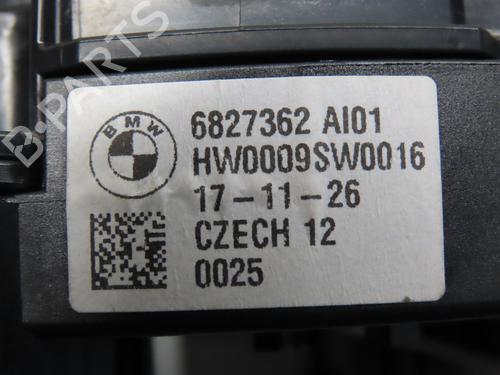 B-PARTS
BMW
6827362 AI01
HW0009SW0016
17-11-26
CZECH 12
0025